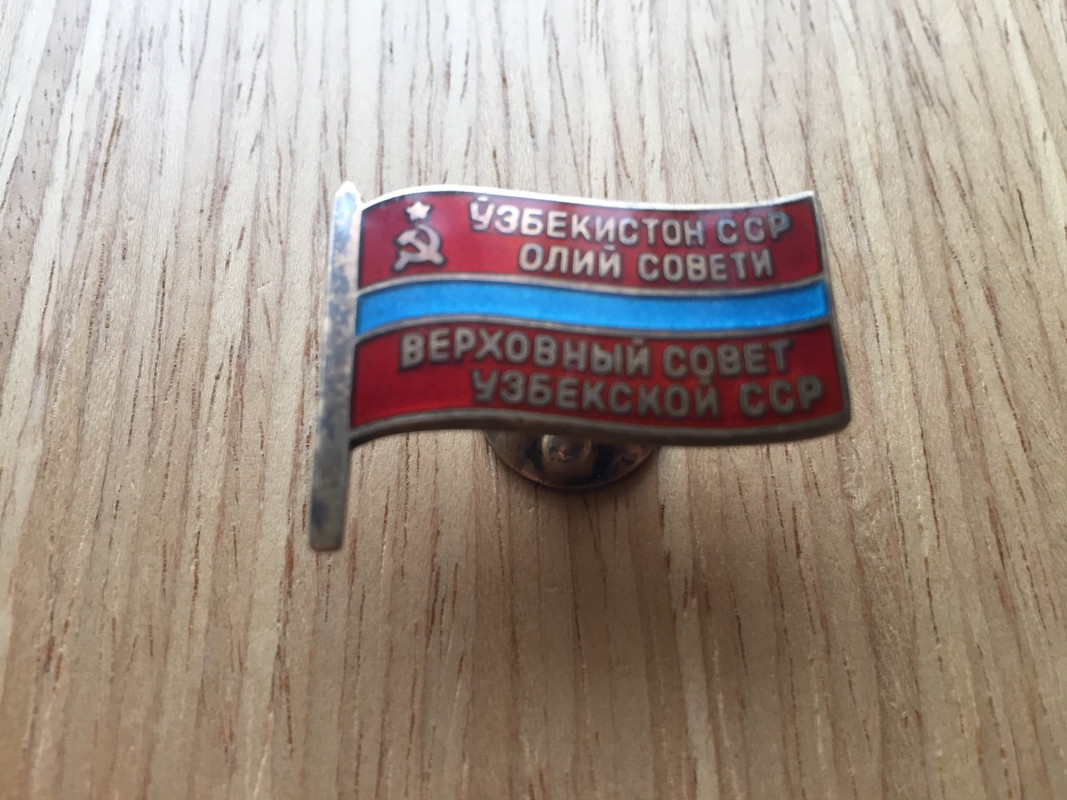 ЎЗБЕКИСТОН ССР
ОЛИЙ СОВЕТИ
ВЕРХОВНЫЙ СОВЕТ
УЗБЕКСКОЙ ССР